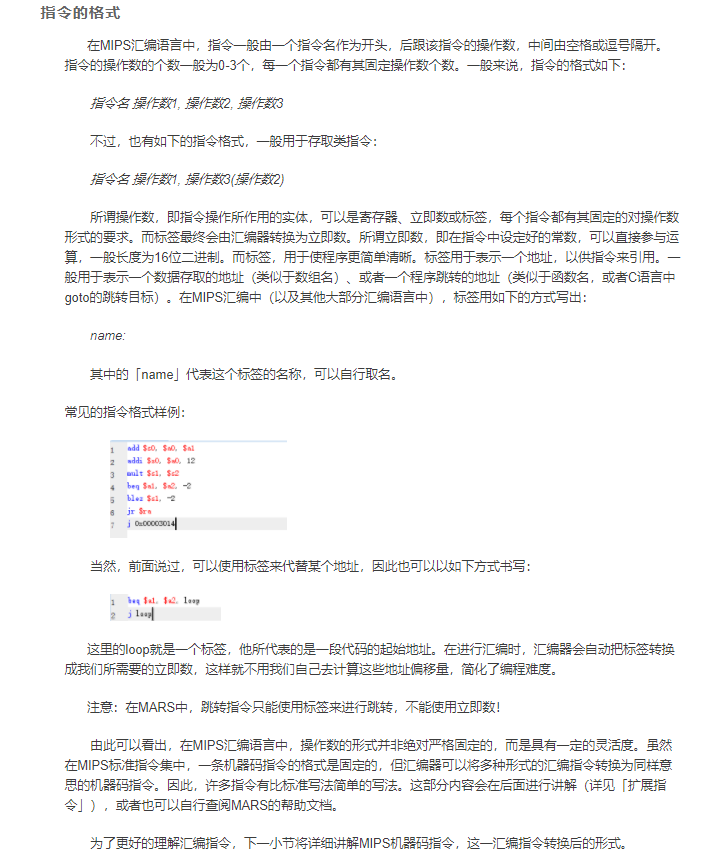 指令的格式
在MIPS汇编语言中，指令一般由一个指令名作为开头，后跟该指令的操作数，中间由空格或逗号隔开。
指令的操作数的个数一般为0-3个，每一个指令都有其固定操作数个数。一般来说，指令的格式如下：
指令名 操作数1, 操作数2, 操作数3
不过，也有如下的指令格式，一般用于存取类指令：
指令名 操作数1, 操作数3(操作数2)
所谓操作数，即指令操作所作用的实体，可以是寄存器、立即数或标签，每个指令都有其固定的对操作数
形式的要求。而标签最终会由汇编器转换为立即数。所谓立即数，即在指令中设定好的常数，可以直接参与运
算，一般长度为16位二进制。而标签，用于使程序更简单清晰。标签用于表示一个地址，以供指令来引用。一
般用于表示一个数据存取的地址（类似于数组名）、或者一个程序跳转的地址（类似于函数名，或者C语言中
goto的跳转目标）。在MIPS汇编中（以及其他大部分汇编语言中），标签用如下的方式写出：
name:
其中的「name」代表这个标签的名称，可以自行取名。
常见的指令格式样例：
1 add $s0, $a0, $a1
2 addi $s0, $a0, 12
3 mult $s1, $s2
4 beq $a1, $a2, -2
5 blez $s1, -2
6 jr $ra
7 j 0x00003014
当然，前面说过，可以使用标签来代替某个地址，因此也可以以如下方式书写：
1 beq $a1, $a2, loop
2 j loop
这里的loop就是一个标签，他所代表的是一段代码的起始地址。在进行汇编时，汇编器会自动把标签转换
成我们所需要的立即数，这样就不用我们自己去计算这些地址偏移量，简化了编程难度。
注意：在MARS中，跳转指令只能使用标签来进行跳转，不能使用立即数！
由此可以看出，在MIPS汇编语言中，操作数的形式并非绝对严格固定的，而是具有一定的灵活度。虽然
在MIPS标准指令集中，一条机器码指令的格式是固定的，但汇编器可以将多种形式的汇编指令转换为同样意
思的机器码指令。因此，许多指令有比标准写法简单的写法。这部分内容会在后面进行讲解（详见「扩展指
令」），或者也可以自行查阅MARS的帮助文档。
为了更好的理解汇编指令，下一小节将详细讲解MIPS机器码指令，这一汇编指令转换后的形式。